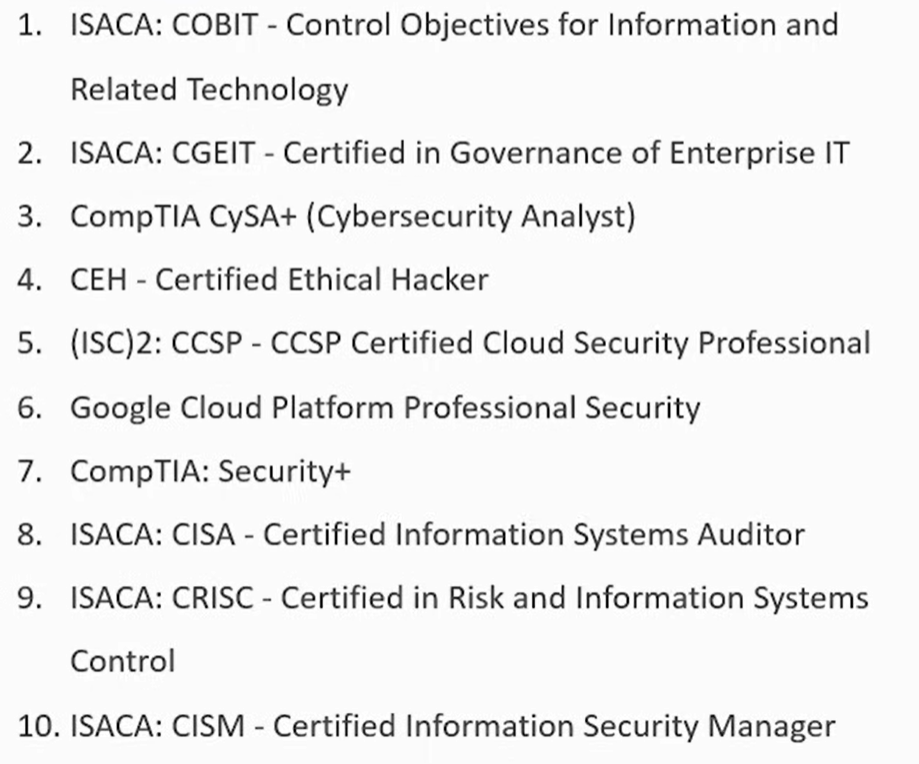 1. ISACA: COBIT - Control Objectives for Information and
Related Technology
2. ISACA: CGEIT - Certified in Governance of Enterprise IT
3. CompTIA CySA+ (Cybersecurity Analyst)
4. CEH - Certified Ethical Hacker
5. (ISC)2: CCSP - CCSP Certified Cloud Security Professional
6. Google Cloud Platform Professional Security
7. CompTIA: Security+
8. ISACA: CISA - Certified Information Systems Auditor
9. ISACA: CRISC - Certified in Risk and Information Systems
Control
10. ISACA: CISM - Certified Information Security Manager